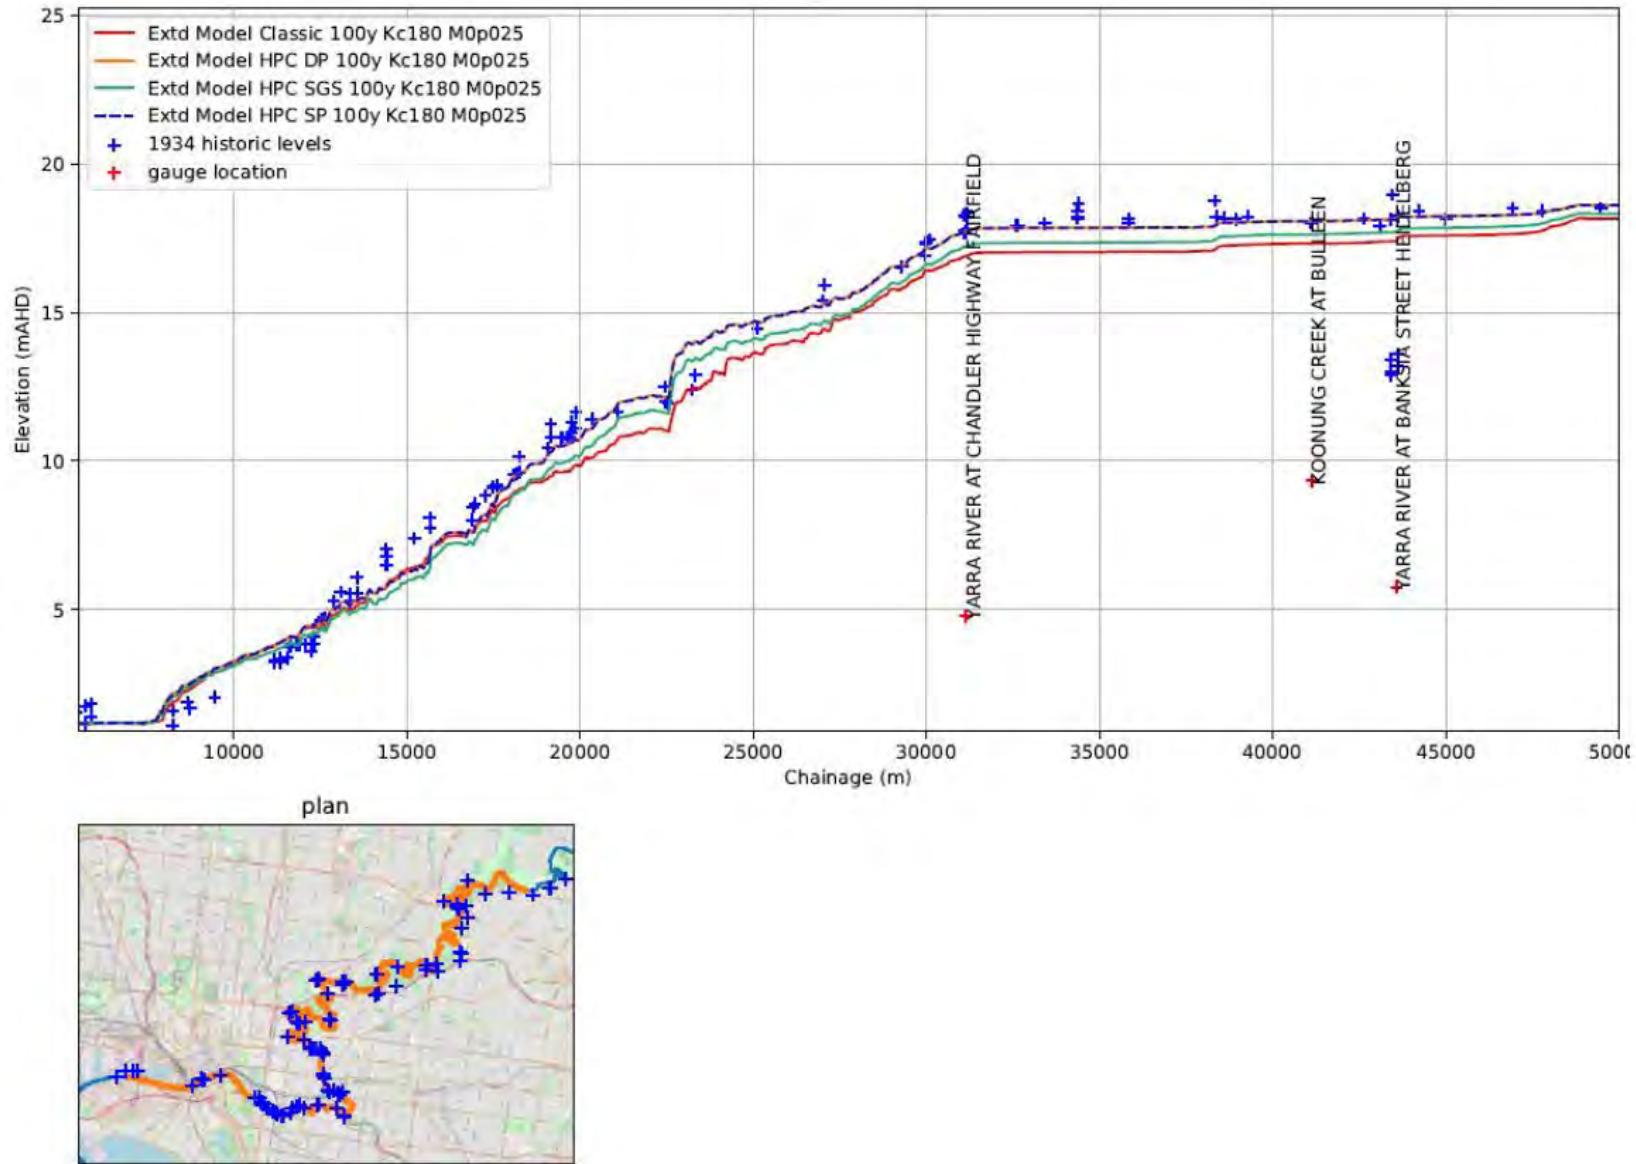 25
20
15
10
5
Elevation (mAHD)
Extd Model Classic 100y Kc180 M0p025
Extd Model HPC DP 100y Kc180 M0p025
Extd Model HPC SGS 100y Kc180 M0p025
Extd Model HPC SP 100y Kc180 M0p025
1934 historic levels
gauge location
YARRA RIVER AT CHANDLER HIGHWAY FAIRFIELD
KOONUNG CREEK AT BULLEEN
YARRA RIVER AT BANKSIA STREET HEIDELBERG
10000
15000
20000
25000
30000
35000
40000
45000
5000
Chainage (m)
plan